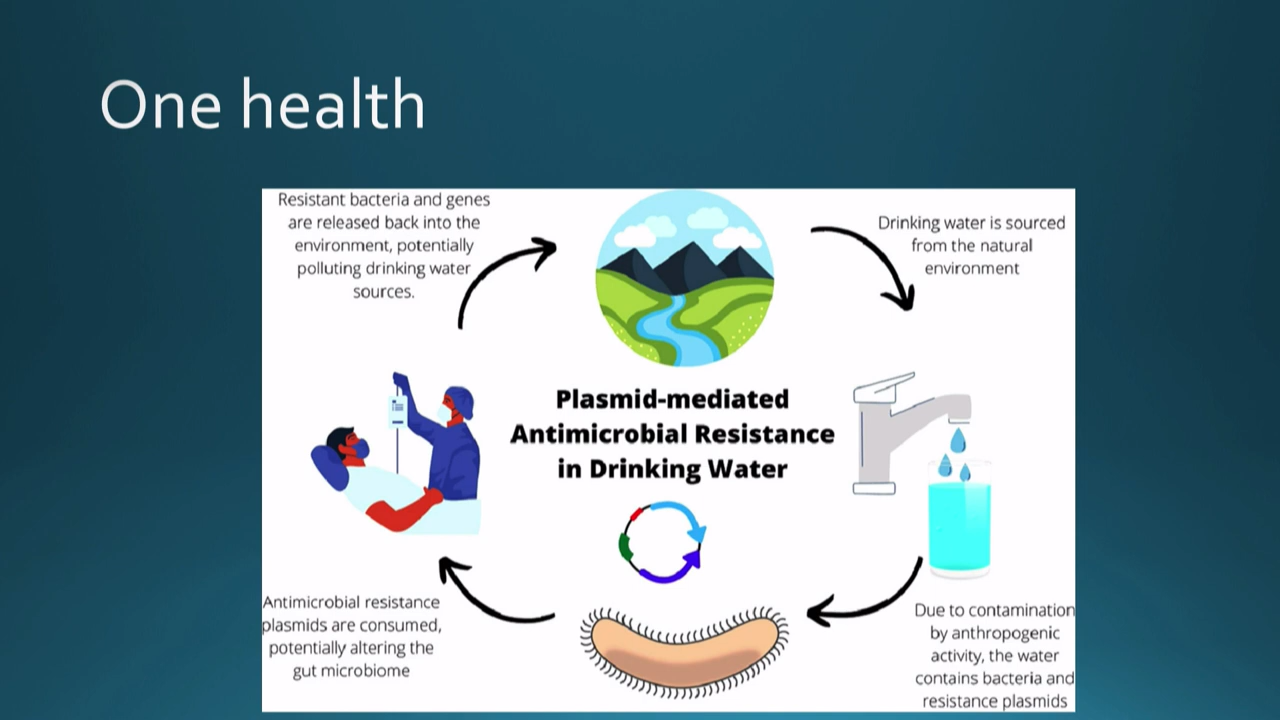 One health
Resistant bacteria and genes
are released back into the
environment, potentially
polluting drinking water
sources.
Drinking water is sourced
from the natural
environment
Plasmid-mediated
Antimicrobial Resistance
in Drinking Water
Antimicrobial resistance
plasmids are consumed,
potentially altering the
gut microbiome
Due to contamination
by anthropogenic
activity, the water
contains bacteria and
resistance plasmids